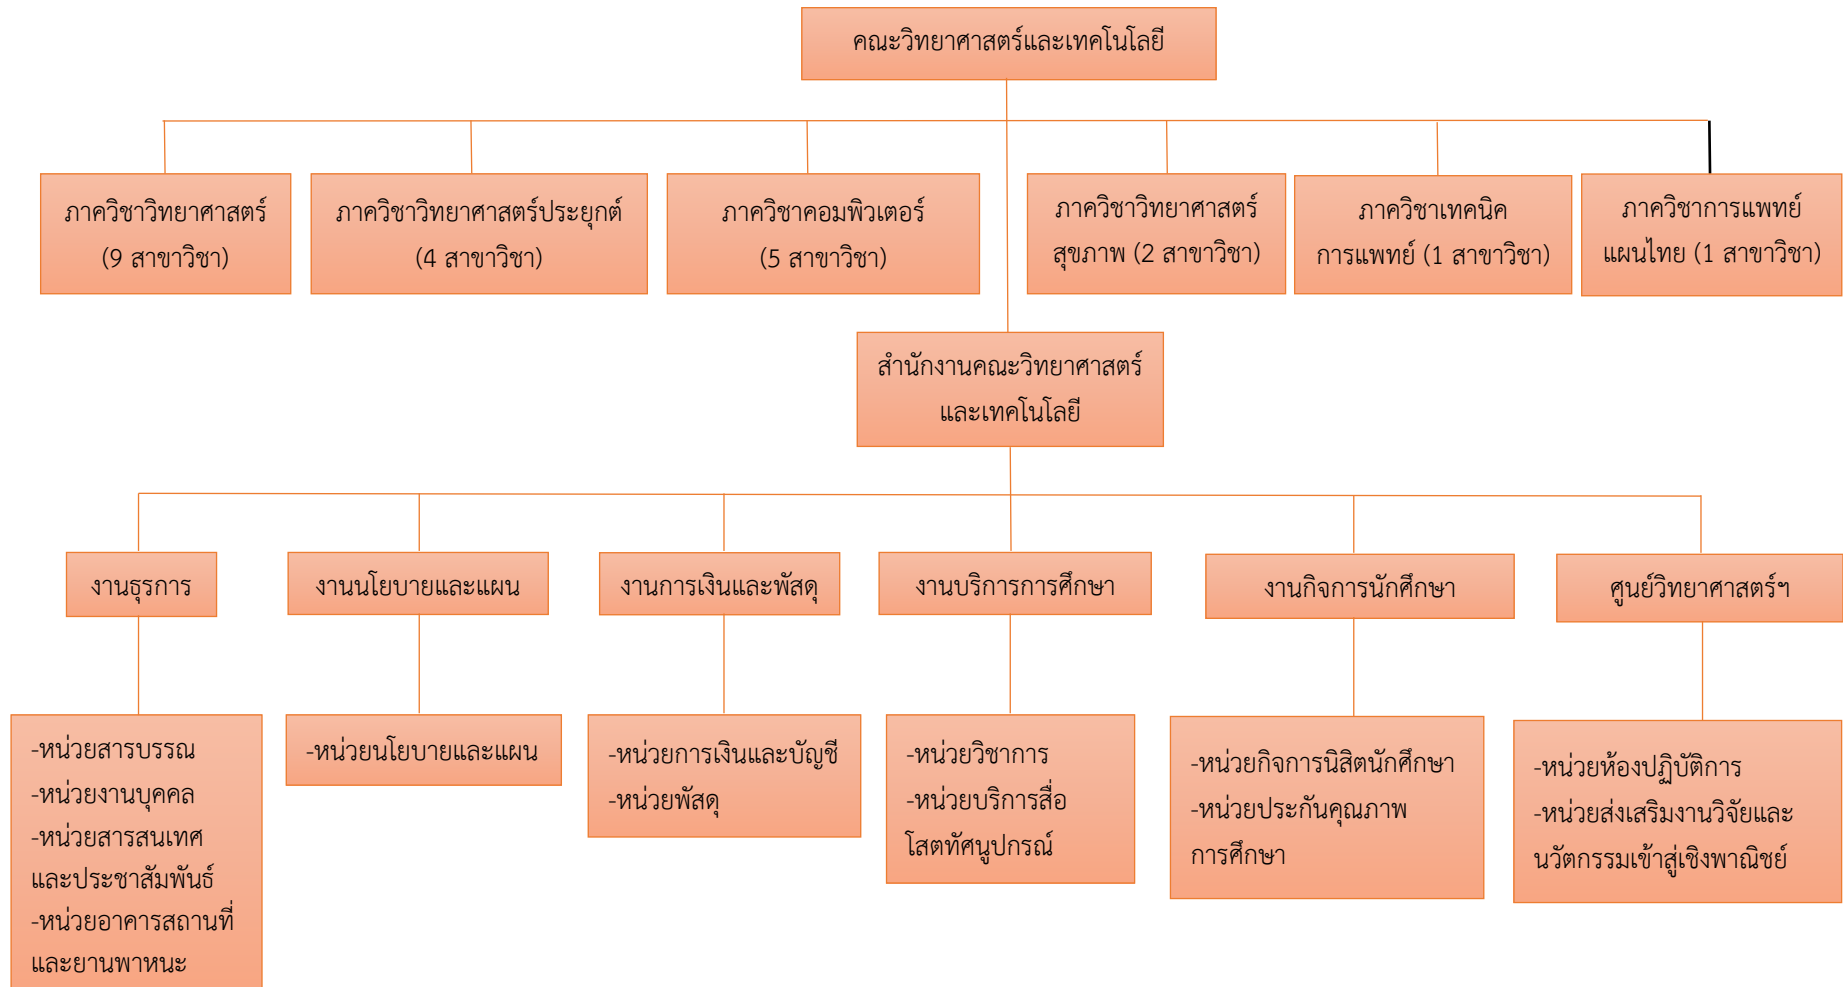 คณะวิทยาศาสตร์และเทคโนโลยี
ภาควิชาวิทยาศาสตร์
(9 สาขาวิชา)
ภาควิชาวิทยาศาสตร์ประยุกต์
(4 สาขาวิชา)
ภาควิชาคอมพิวเตอร์
(5 สาขาวิชา)
ภาควิชาวิทยาศาสตร์
สุขภาพ (2 สาขาวิชา)
ภาควิชาเทคนิค
การแพทย์ (1 สาขาวิชา)
ภาควิชาการแพทย์
แผนไทย (1 สาขาวิชา)
สำนักงานคณะวิทยาศาสตร์
และเทคโนโลยี
งานธุรการ
งานนโยบายและแผน
งานการเงินและพัสดุ
งานบริการการศึกษา
งานกิจการนักศึกษา
ศูนย์วิทยาศาสตร์ฯ
-หน่วยสารบรรณ
-หน่วยงานบุคคล
-หน่วยสารสนเทศ
และประชาสัมพันธ์
-หน่วยอาคารสถานที่
และยานพาหนะ
-หน่วยนโยบายและแผน
-หน่วยการเงินและบัญชี
-หน่วยพัสดุ
-หน่วยวิชาการ
-หน่วยบริการสื่อ
โสตทัศนูปกรณ์
-หน่วยกิจการนิสิตนักศึกษา
-หน่วยประกันคุณภาพ
การศึกษา
-หน่วยห้องปฏิบัติการ
-หน่วยส่งเสริมงานวิจัยและ
นวัตกรรมเข้าสู่เชิงพาณิชย์